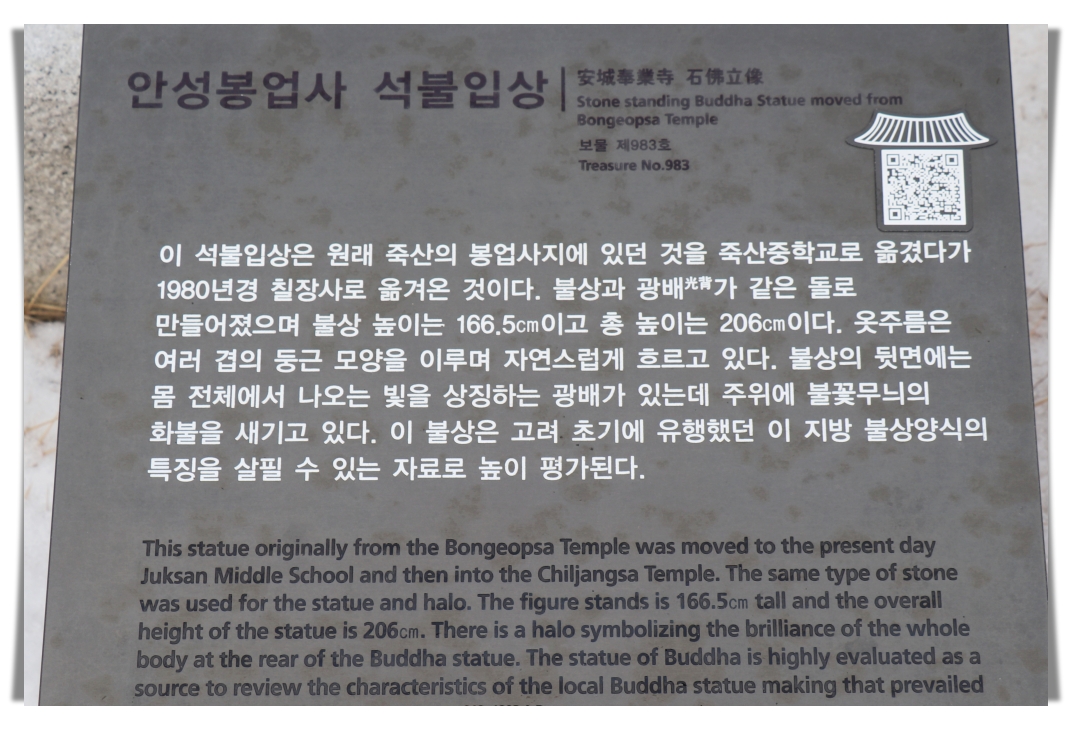 안성봉업사 석불입상
安城奉業寺 石佛立像
Stone standing Buddha Statue moved from
Bongeopsa Temple
보물 제983호
Treasure No.983
이 석불입상은 원래 죽산의 봉업사지에 있던 것을 죽산중학교로 옮겼다가
1980년경 칠장사로 옮겨온 것이다. 불상과 광배光背가 같은 돌로
만들어졌으며 불상 높이는 166.5cm이고 총 높이는 206cm이다. 옷주름은
여러 겹의 둥근 모양을 이루며 자연스럽게 흐르고 있다. 불상의 뒷면에는
몸 전체에서 나오는 빛을 상징하는 광배가 있는데 주위에 불꽃무늬의
화불을 새기고 있다. 이 불상은 고려 초기에 유행했던 이 지방 불상양식의
특징을 살필 수 있는 자료로 높이 평가된다.
This statue originally from the Bongeopsa Temple was moved to the present day
Juksan Middle School and then into the Chiljangsa Temple. The same type of stone
was used for the statue and halo. The figure stands is 166.5cm tall and the overall
height of the statue is 206cm. There is a halo symbolizing the brilliance of the whole
body at the rear of the Buddha statue. The statue of Buddha is highly evaluated as a
source to review the characteristics of the local Buddha statue making that prevailed